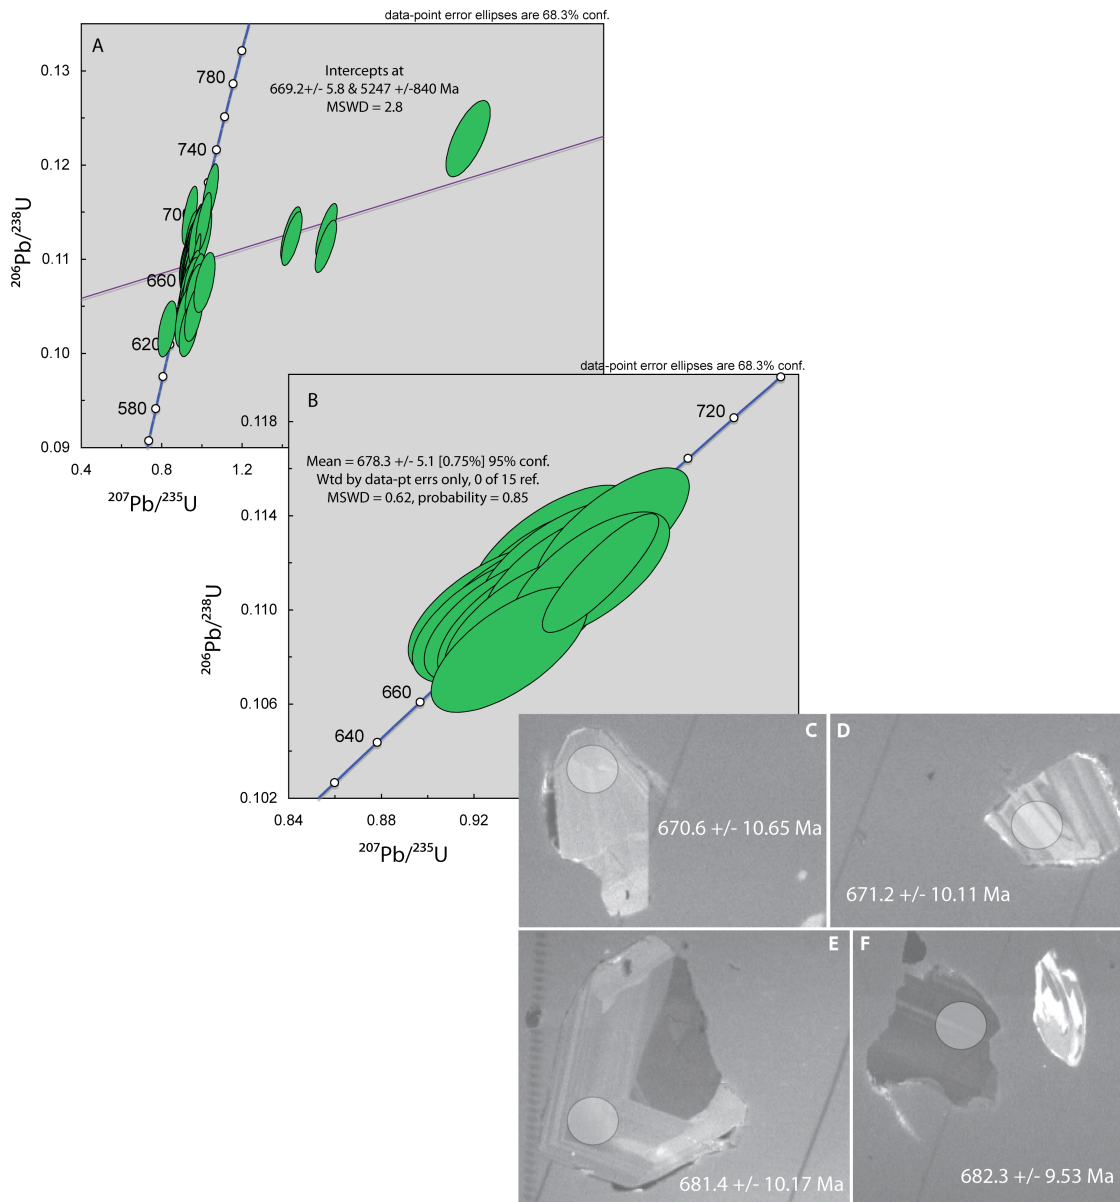 data-point error ellipses are 68.3% conf.
A
Intercepts at
669.2+/- 5.8 & 5247 +/-840 Ma
MSWD = 2.8
0.13
0.12
0.11
0.10
0.09
780
740
70
660
620
580
0.4
0.8
1.2
206Pb/238U
207Pb/235U
data-point error ellipses are 68.3% conf.
B
Mean = 678.3 +/- 5.1 [0.75%] 95% conf.
Wtd by data-pt errs only, 0 of 15 rej.
MSWD = 0.62, probability = 0.85
0.118
0.114
0.110
0.106
0.102
720
660
640
0.84
0.88
0.92
206Pb/238U
207Pb/235U
C
670.6 +/- 10.65 Ma
D
671.2 +/- 10.11 Ma
E
681.4 +/- 10.17 Ma
F
682.3 +/- 9.53 Ma